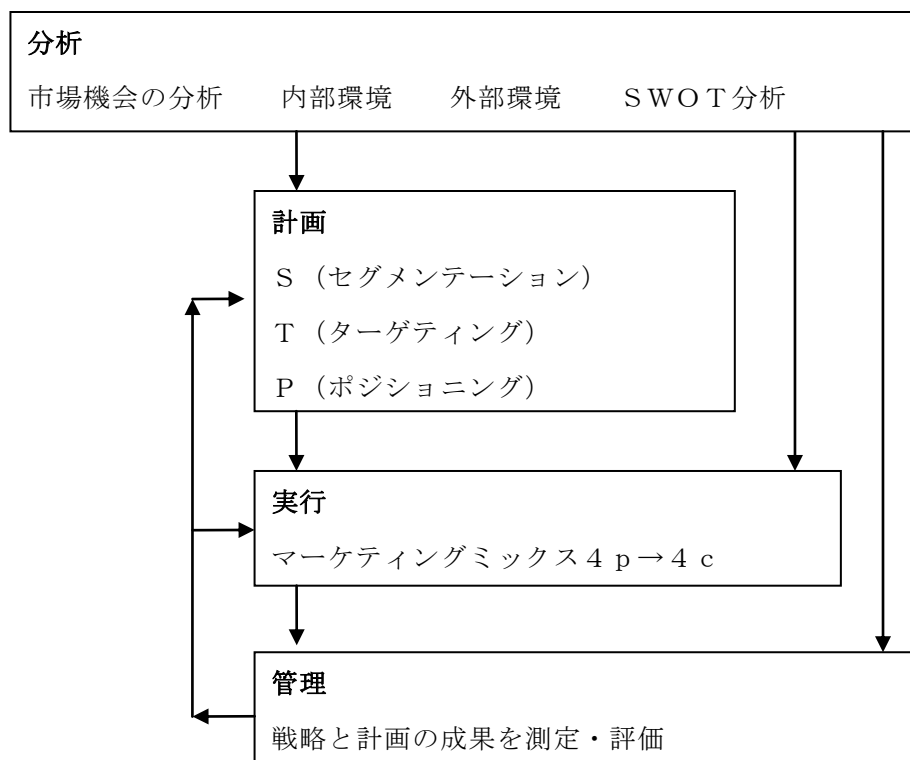 分析
市場機会の分析　　内部環境　　外部環境　　ＳＷＯＴ分析
計画
Ｓ（セグメンテーション）
Ｔ（ターゲティング）
Ｐ（ポジショニング）
実行
マーケティングミックス４ｐ→４ｃ
管理
戦略と計画の成果を測定・評価